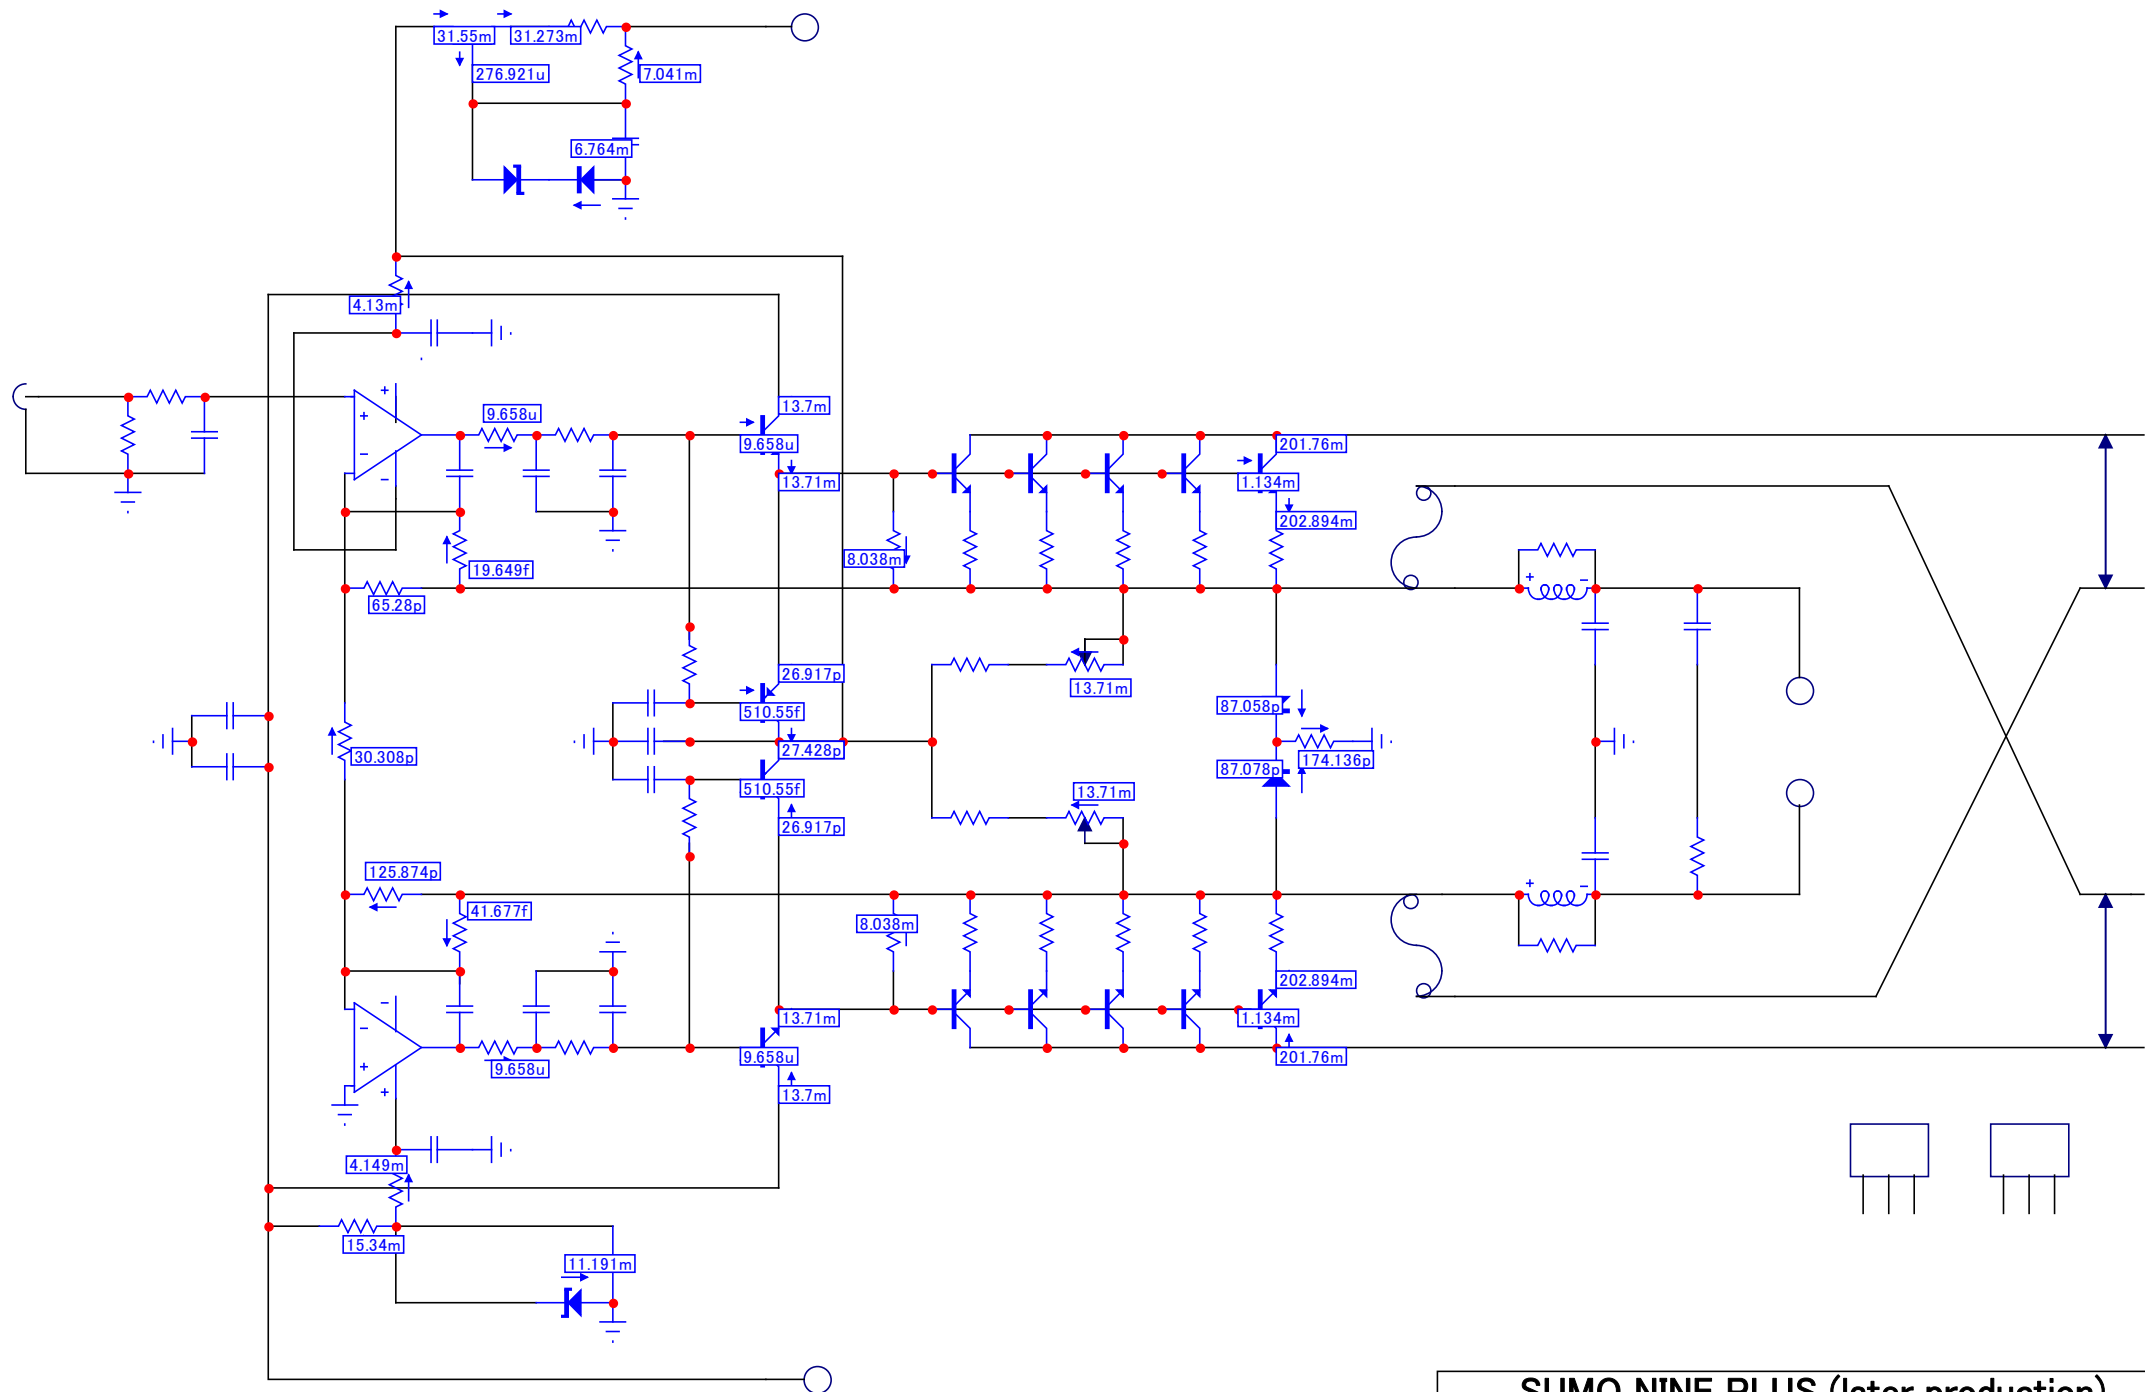 31.55m
31.273m
276.921u
7.041m
6.764m
4.13m
13.7m
9.658u
9.658u
201.76m
13.71m
1.134m
202.894m
8.038m
19.649f
65.28p
26.917p
13.71m
510.55f
87.058p
27.428p
30.308p
174.136p
87.078p
510.55f
13.71m
26.917p
125.874p
41.677f
8.038m
202.894m
13.71m
1.134m
9.658u
201.76m
9.658u
13.7m
4.149m
15.34m
11.191m
SUMO NINE PLUS (later production)